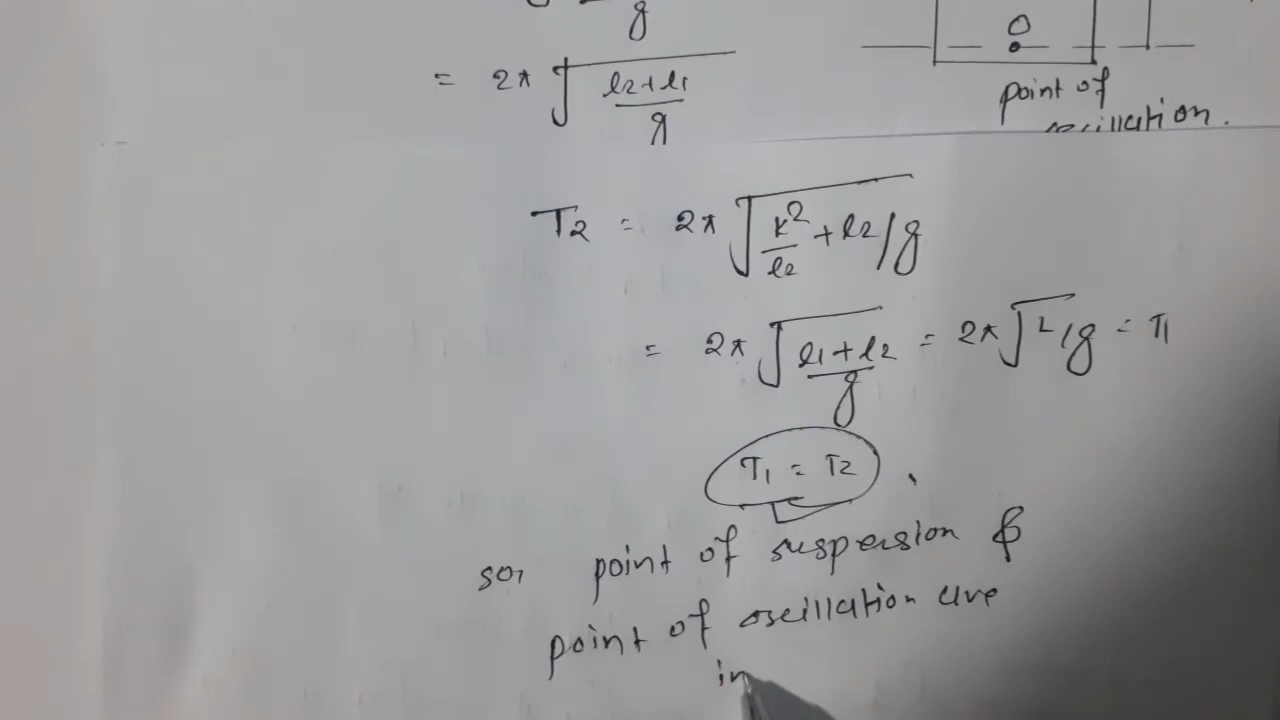 g
= 2π √ l2+l1 / g
O
point of
oscillation.
T2 = 2π √ K² / l2 + l2/g
= 2π √ l1+l2 / g = 2π √ L/g = T1
T1 = T2
so, point of suspension &
point of oscillation are
in